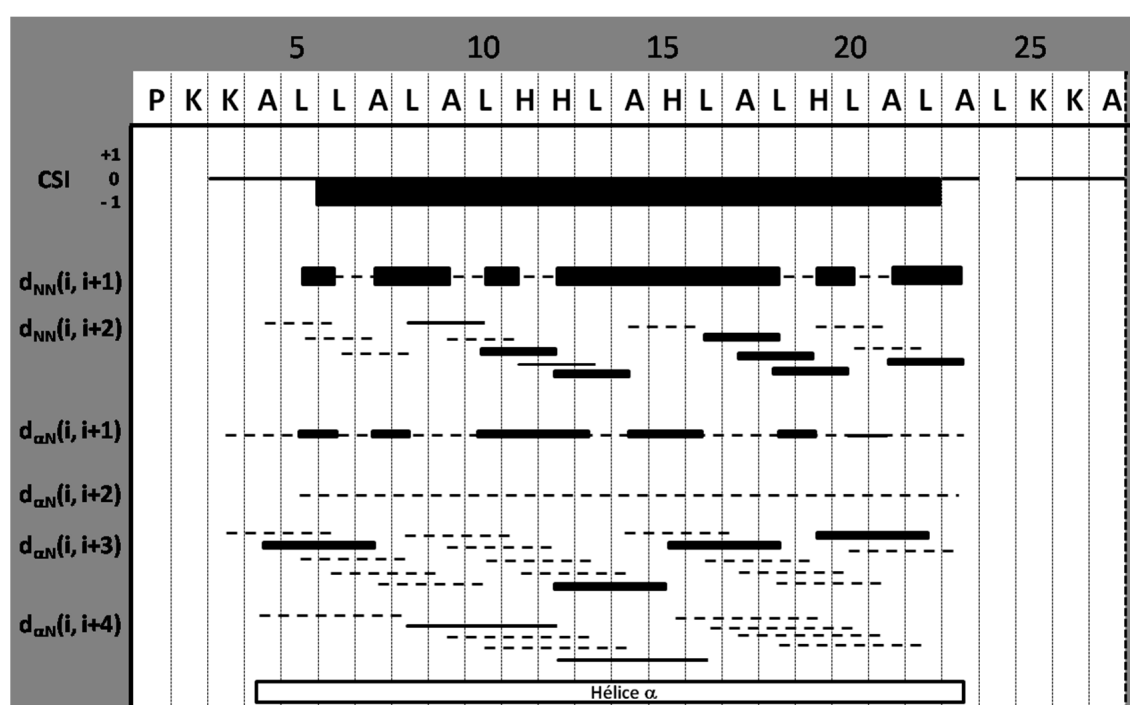 5 10 15 20 25
P K K A L L A L A L H H L A H L A L H L A L A L K K A
+1
CSI 0
- 1
dNN(i, i+1)
dNN(i, i+2)
dαN(i, i+1)
dαN(i, i+2)
dαN(i, i+3)
dαN(i, i+4)
Hélice α